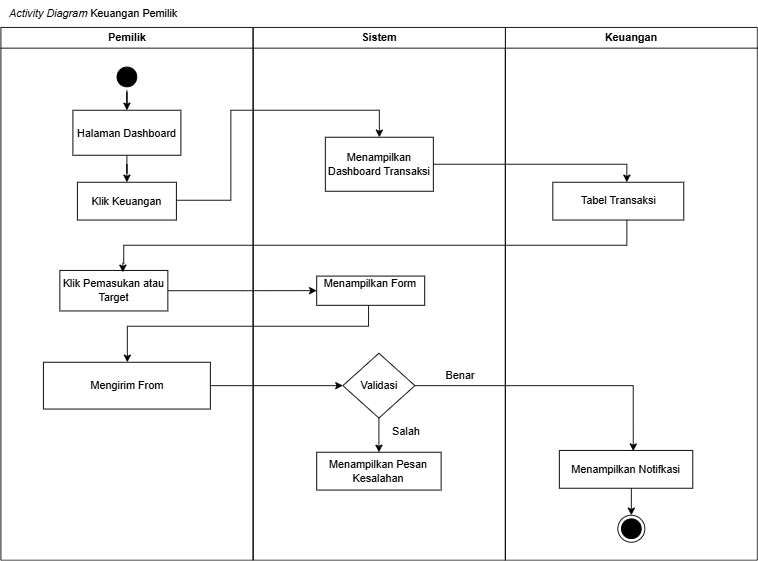 Activity Diagram Keuangan Pemilik
Pemilik
Sistem
Keuangan
Halaman Dashboard
Menampilkan
Dashboard Transaksi
Klik Keuangan
Tabel Transaksi
Klik Pemasukan atau
Target
Menampilkan Form
Mengirim From
Validasi
Benar
Salah
Menampilkan Pesan
Kesalahan
Menampilkan Notifkasi